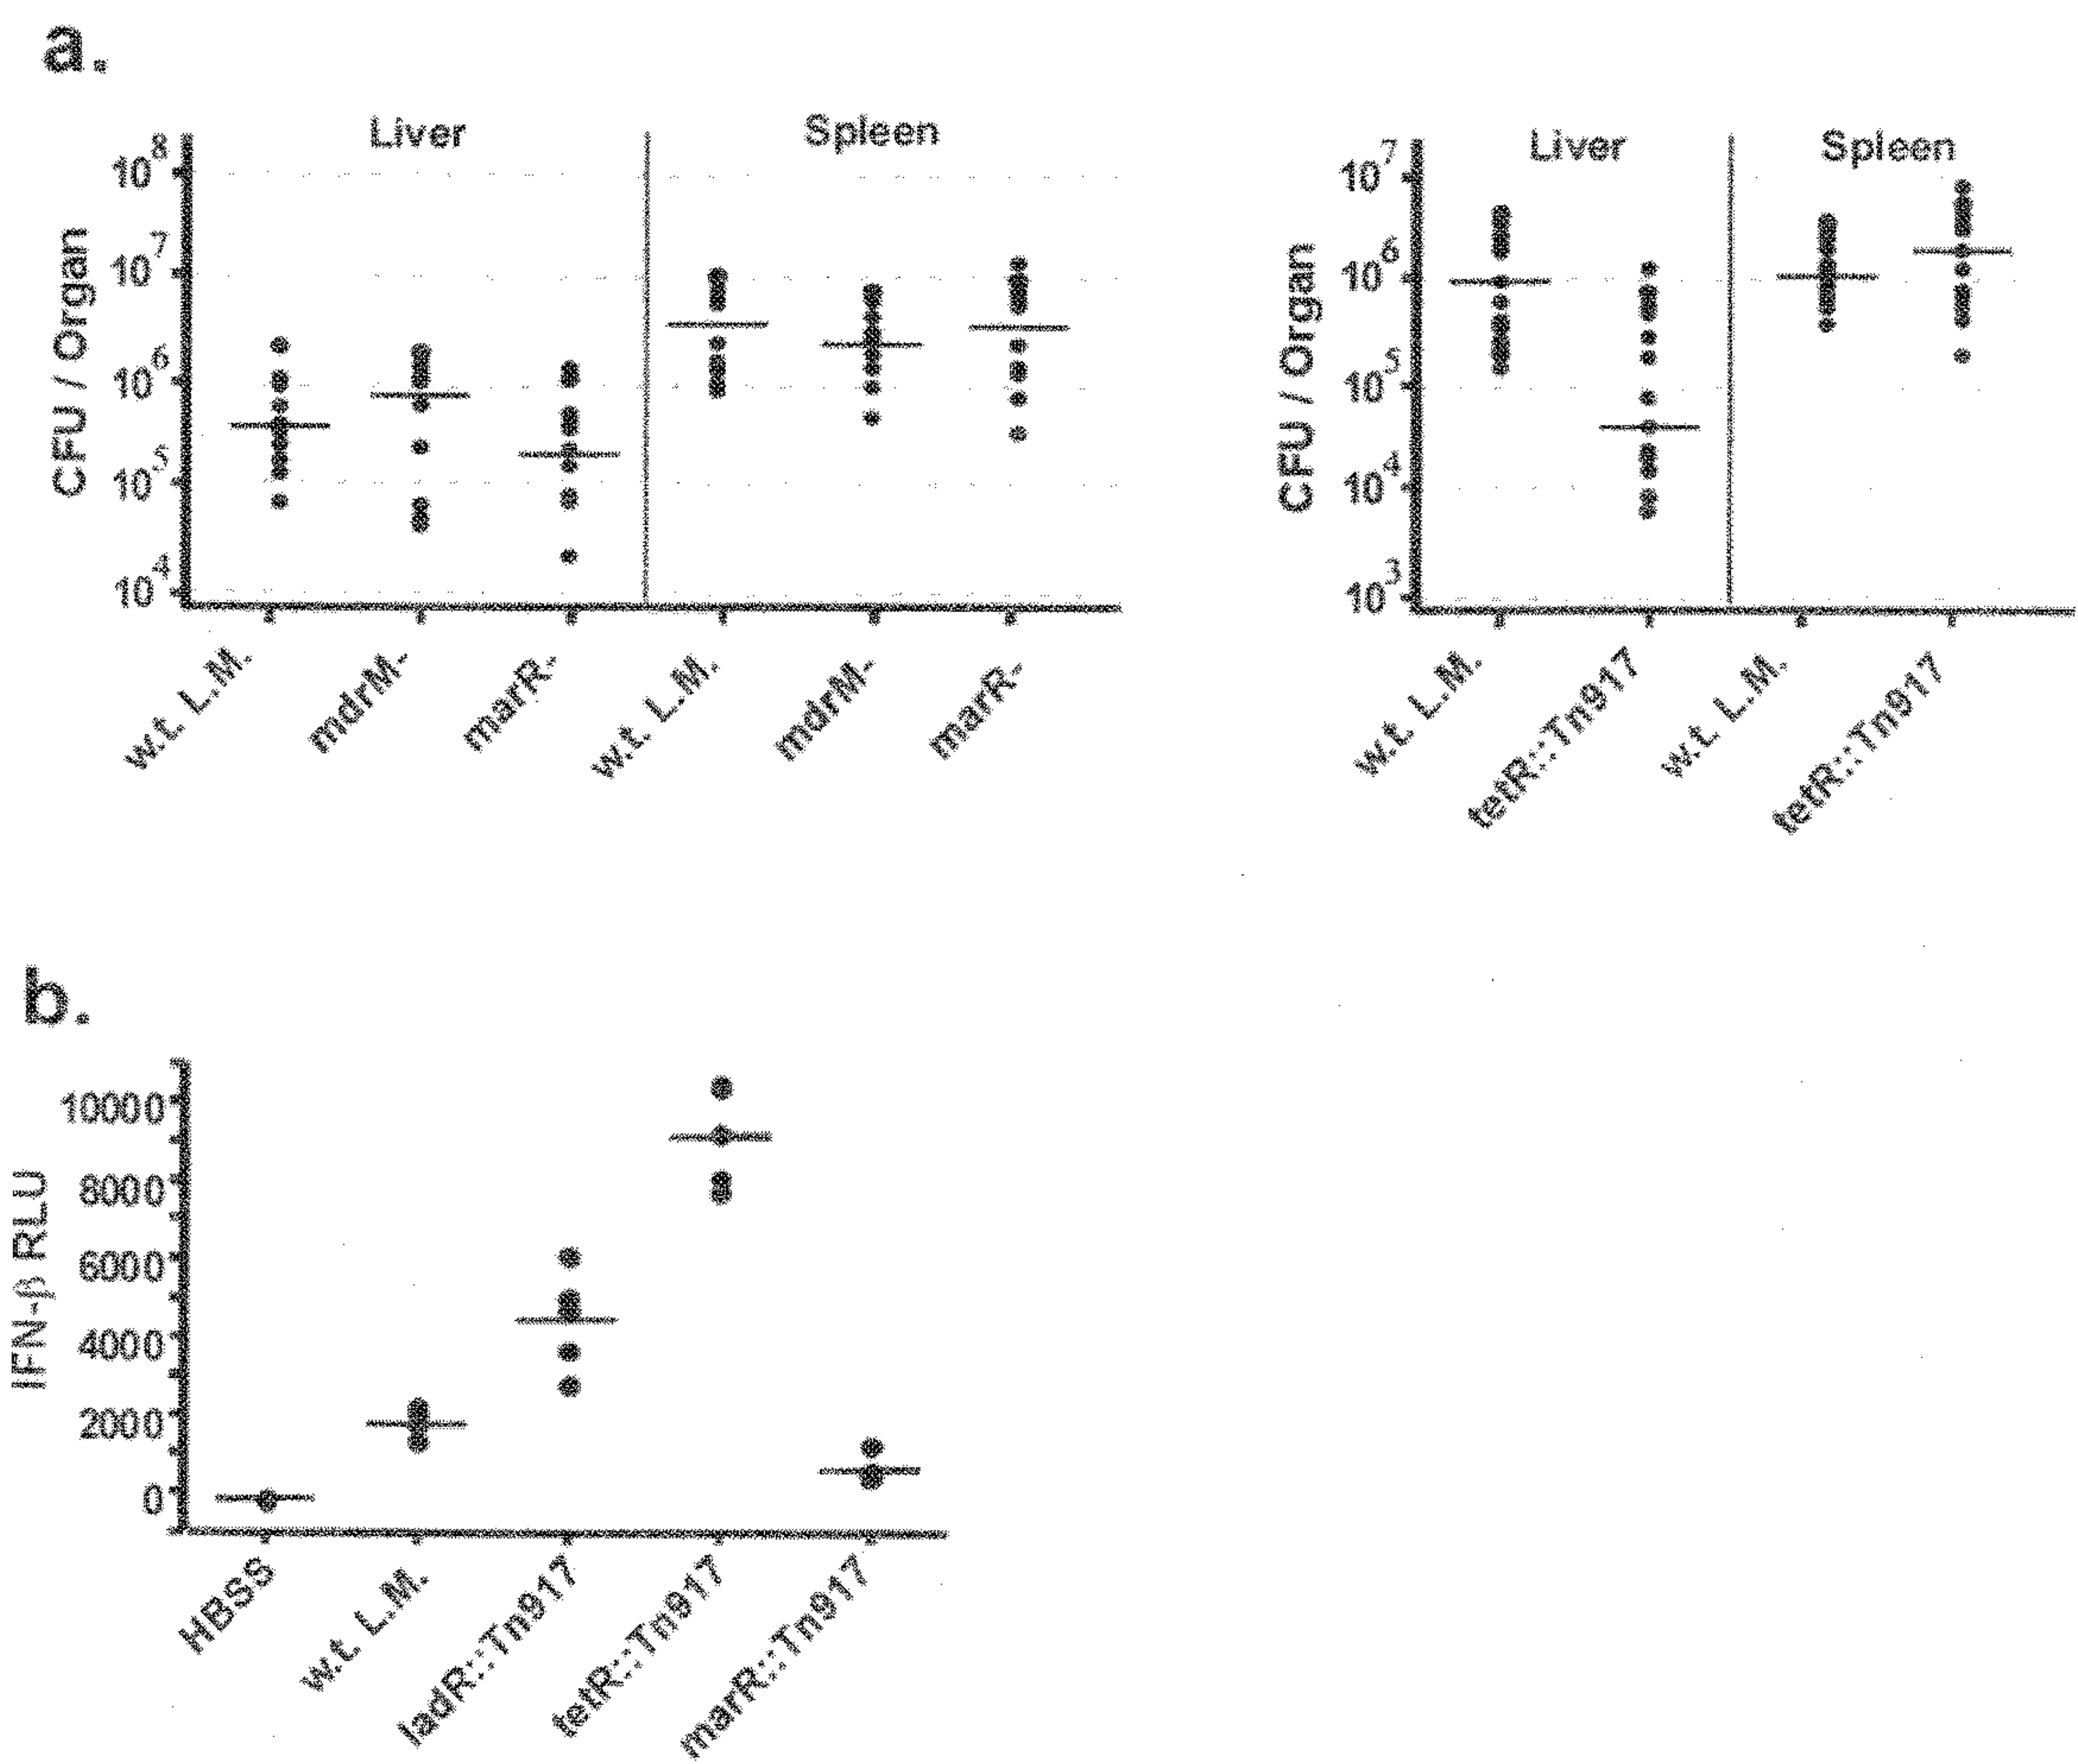 a.
Liver Spleen
CFU / Organ
10^8
10^7
10^6
10^5
10^4
w.t. L.M. mdrM- marR- w.t. L.M. mdrM- marR-
Liver Spleen
CFU / Organ
10^7
10^6
10^5
10^4
10^3
w.t. L.M. tetR::Tn917 w.t. L.M. tetR::Tn917
b.
IFN-β RLU
10000
8000
6000
4000
2000
0
HBSS w.t. L.M. ladR::Tn917 tetR::Tn917 marR::Tn917